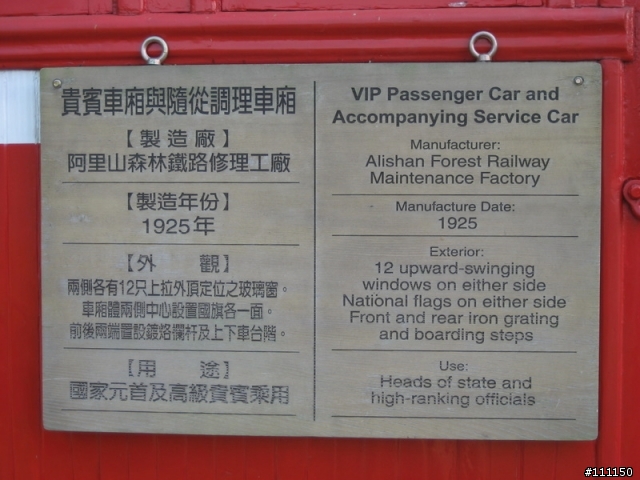 貴賓車廂與隨從調理車廂
【製造廠】
阿里山森林鐵路修理工廠
【製造年份】
1925年
【外觀】
兩側各有12只上拉外頂定位之玻璃窗。
車廂體兩側中心設置國旗各一面。
前後兩端置設鍍烙欄杆及上下車台階。
【用途】
國家元首及高級貴賓乘用
VIP Passenger Car and
Accompanying Service Car
Manufacturer:
Alishan Forest Railway
Maintenance Factory
Manufacture Date:
1925
Exterior:
12 upward-swinging
windows on either side
National flags on either side
Front and rear iron grating
and boarding steps
Use:
Heads of state and
high-ranking officials
#111150